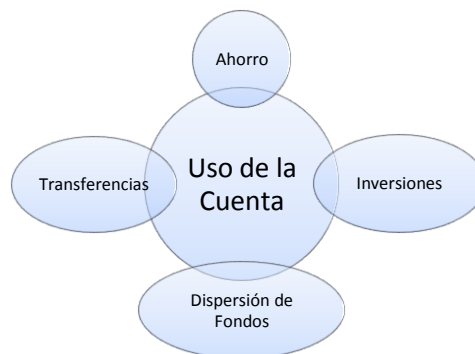 Ahorro
Transferencias
Uso de la
Cuenta
Inversiones
Dispersión de
Fondos